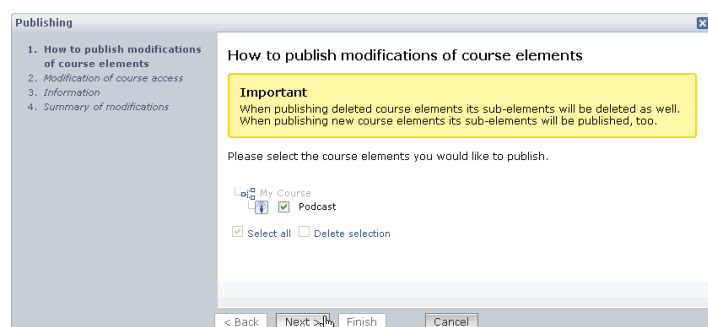 Publishing
1. How to publish modifications
of course elements
2. Modification of course access
3. Information
4. Summary of modifications
How to publish modifications of course elements
Important
When publishing deleted course elements its sub-elements will be deleted as well.
When publishing new course elements its sub-elements will be published, too.
Please select the course elements you would like to publish.
My Course
Podcast
Select all Delete selection
< Back Next > Finish Cancel